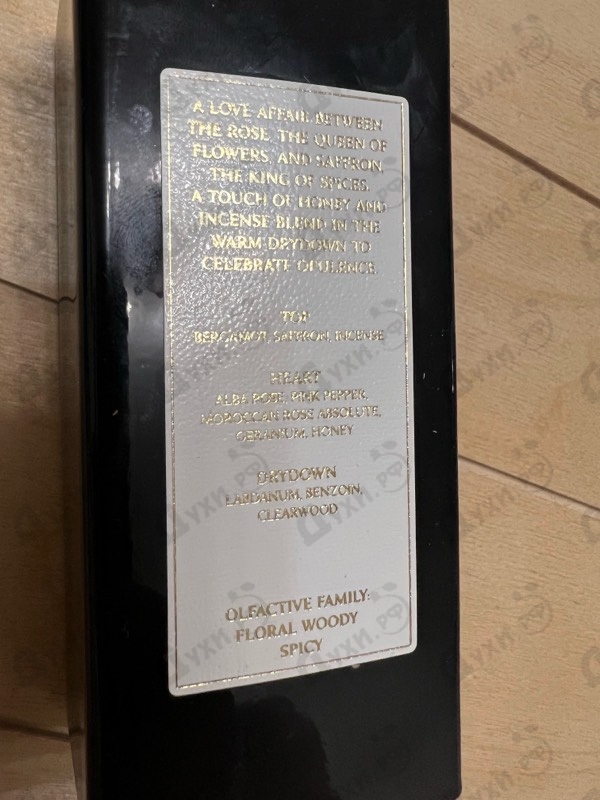 A LOVE AFFAIR BETWEEN
THE ROSE, THE QUEEN OF
FLOWERS, AND SAFFRON,
THE KING OF SPICES.
A TOUCH OF HONEY AND
INCENSE BLEND IN THE
WARM DRYDOWN TO
CELEBRATE OPULENCE
TOP
BERGAMOT, SAFFRON, INCENSE
HEART
ALBA ROSE, PINK PEPPER,
MOROCCAN ROSE ABSOLUTE,
GERANIUM, HONEY
DRYDOWN
LABDANUM, BENZOIN,
CLEARWOOD
OLFACTIVE FAMILY:
FLORAL WOODY
SPICY
ДУХИ.РФ